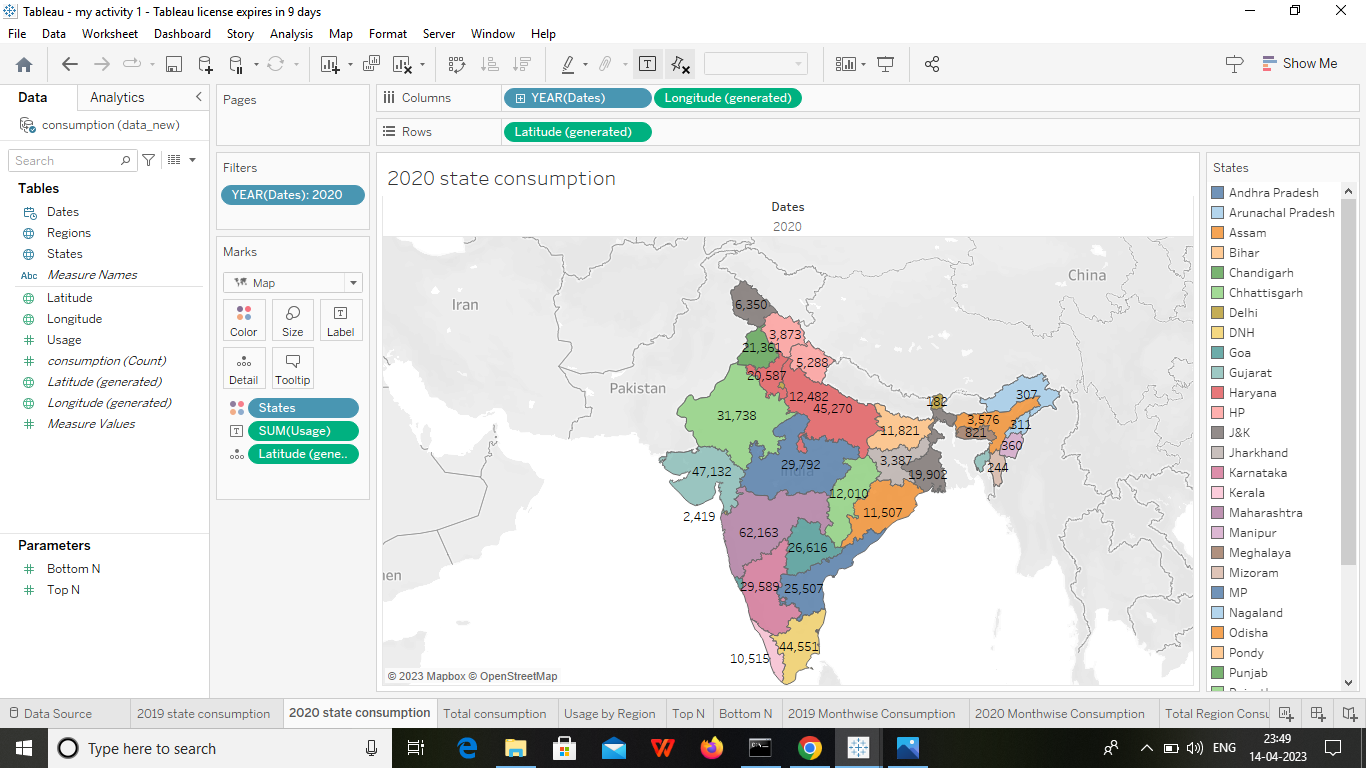 Tableau - my activity 1 - Tableau license expires in 9 days
File Data Worksheet Dashboard Story Analysis Map Format Server Window Help
Show Me
Data Analytics
consumption (data_new)
Search
Tables
Dates
Regions
States
Abc Measure Names
Latitude
Longitude
Usage
consumption (Count)
Latitude (generated)
Longitude (generated)
Measure Values
Parameters
Bottom N
Top N
Pages
Filters
YEAR(Dates): 2020
Marks
Map
Color Size Label
Detail Tooltip
States
SUM(Usage)
Latitude (gene..
Columns YEAR(Dates) Longitude (generated)
Rows Latitude (generated)
2020 state consumption
Dates
2020
China
Iran
6,350
3,873
21,361
5,288
Pakistan
20,587
12,482
307
182
31,738
45,270
3,576
311
11,821
821
360
3,387
29,792
India
244
47,132
19,902
12,010
2,419
11,507
62,163
26,616
29,589
25,507
44,551
10,515
© 2023 Mapbox © OpenStreetMap
States
Andhra Pradesh
Arunachal Pradesh
Assam
Bihar
Chandigarh
Chhattisgarh
Delhi
DNH
Goa
Gujarat
Haryana
HP
J&K
Jharkhand
Karnataka
Kerala
Maharashtra
Manipur
Meghalaya
Mizoram
MP
Nagaland
Odisha
Pondy
Punjab
Data Source 2019 state consumption 2020 state consumption Total consumption Usage by Region Top N Bottom N 2019 Monthwise Consumption 2020 Monthwise Consumption Total Region Consu
Type here to search
ENG
23:49
14-04-2023